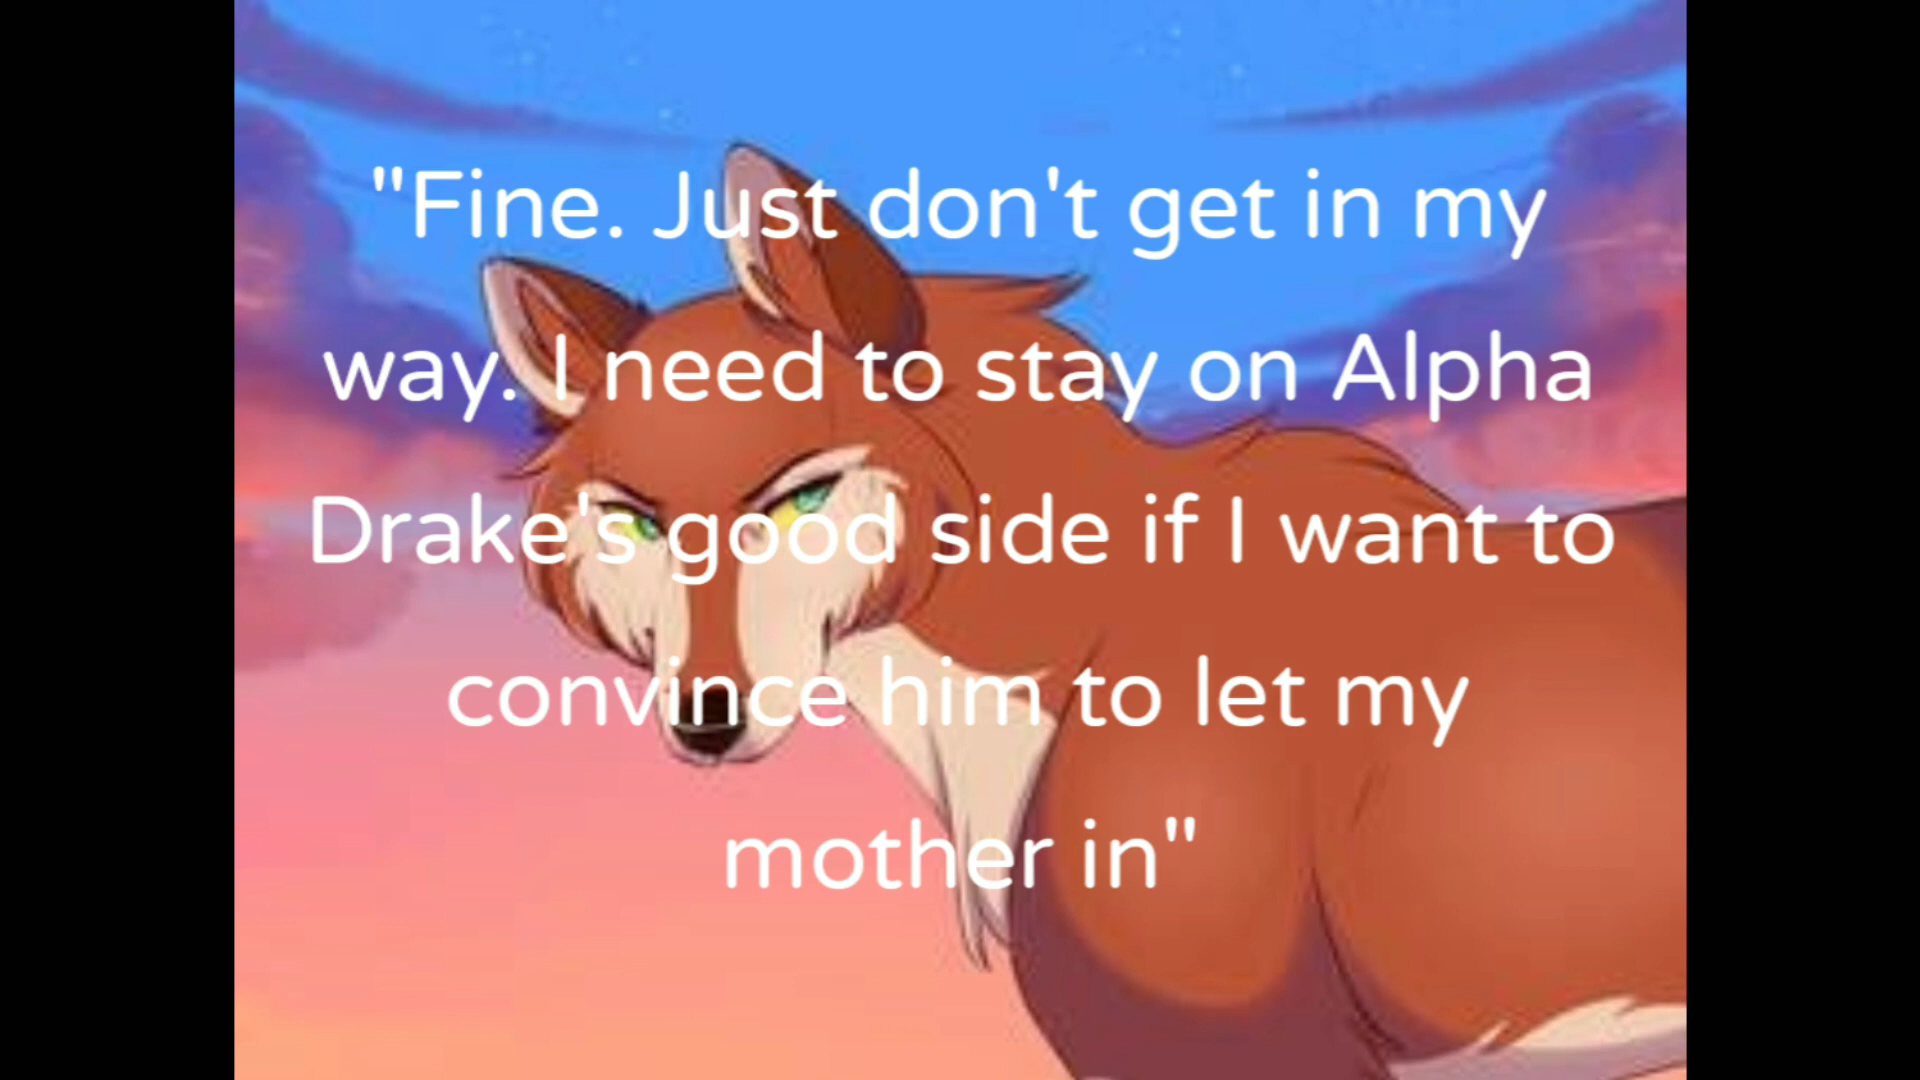 "Fine. Just don't get in my
way. I need to stay on Alpha
Drake's good side if I want to
convince him to let my
mother in"